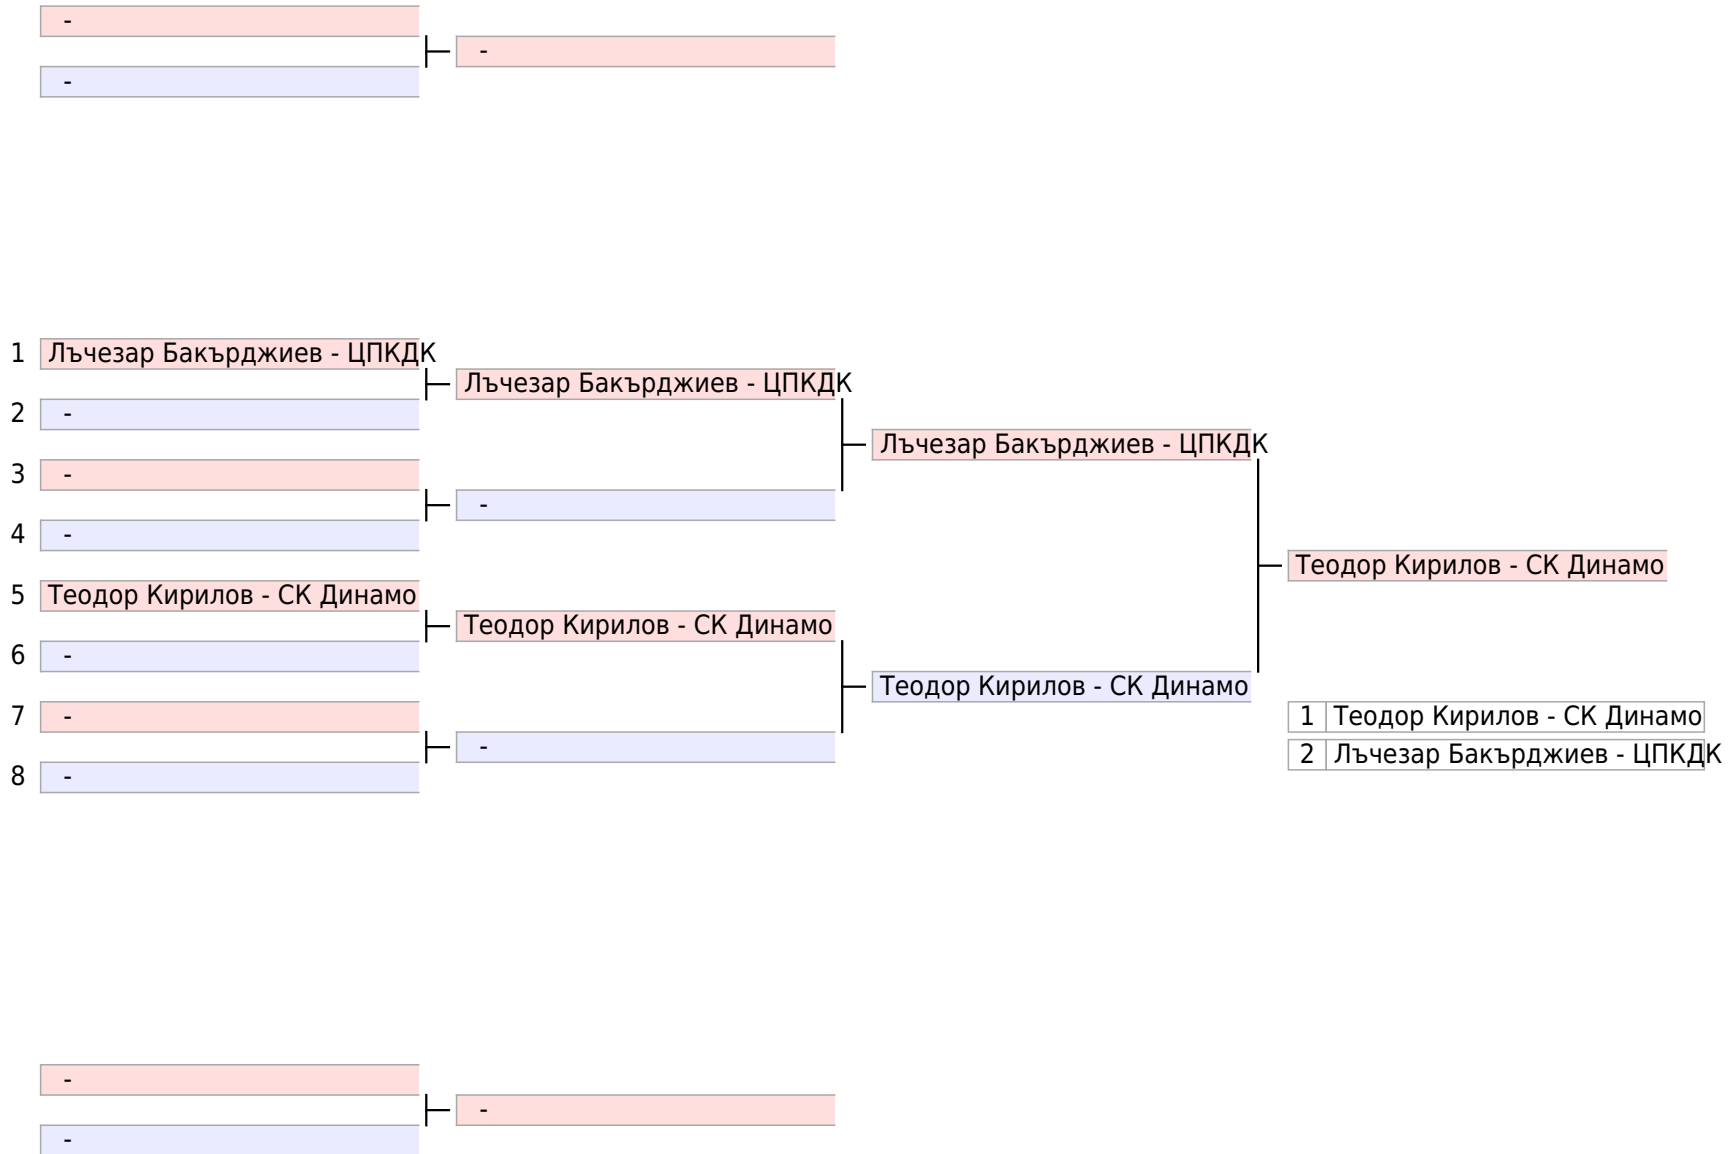 -
-
-
1 Лъчезар Бакърджиев - ЦПКДК
Лъчезар Бакърджиев - ЦПКДК
2 -
Лъчезар Бакърджиев - ЦПКДК
3 -
-
4 -
Теодор Кирилов - СК Динамо
5 Теодор Кирилов - СК Динамо
Теодор Кирилов - СК Динамо
6 -
Теодор Кирилов - СК Динамо
7 -
1 Теодор Кирилов - СК Динамо
-
2 Лъчезар Бакърджиев - ЦПКДК
8 -
-
-
-